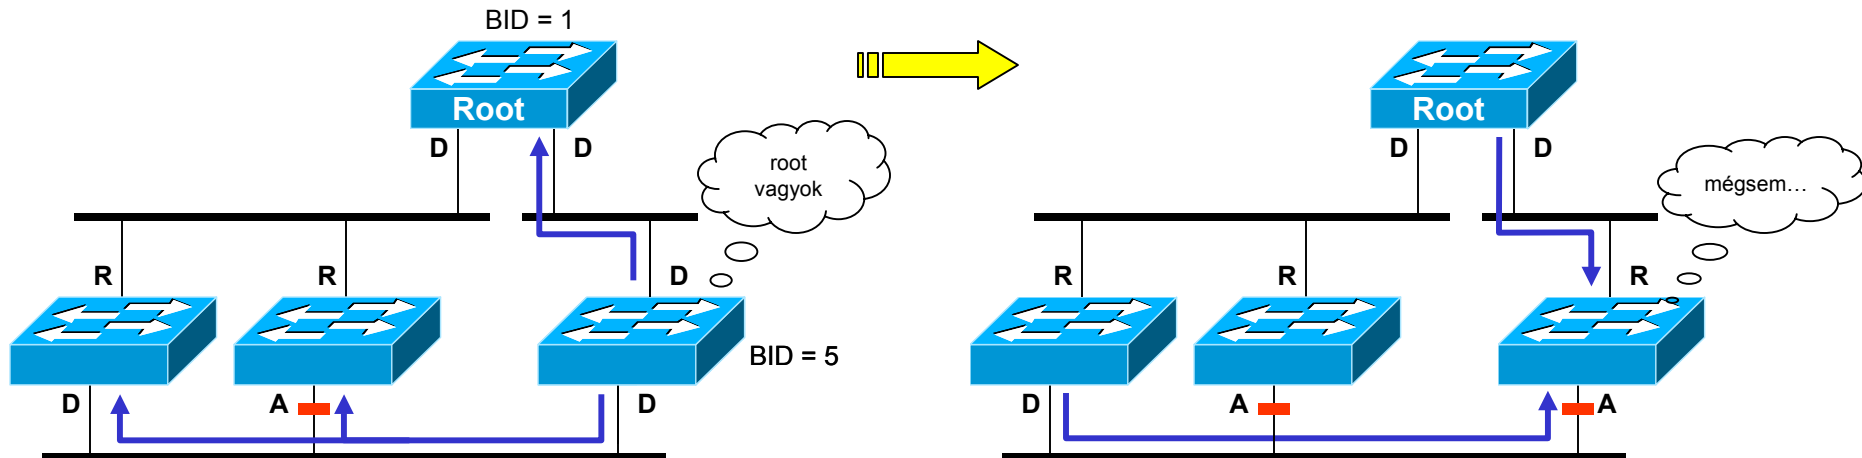 BID = 1
Root
D D
root
vagyok
R R D
BID = 5
D A D
Root
D D
mégsem...
R R R
D A A